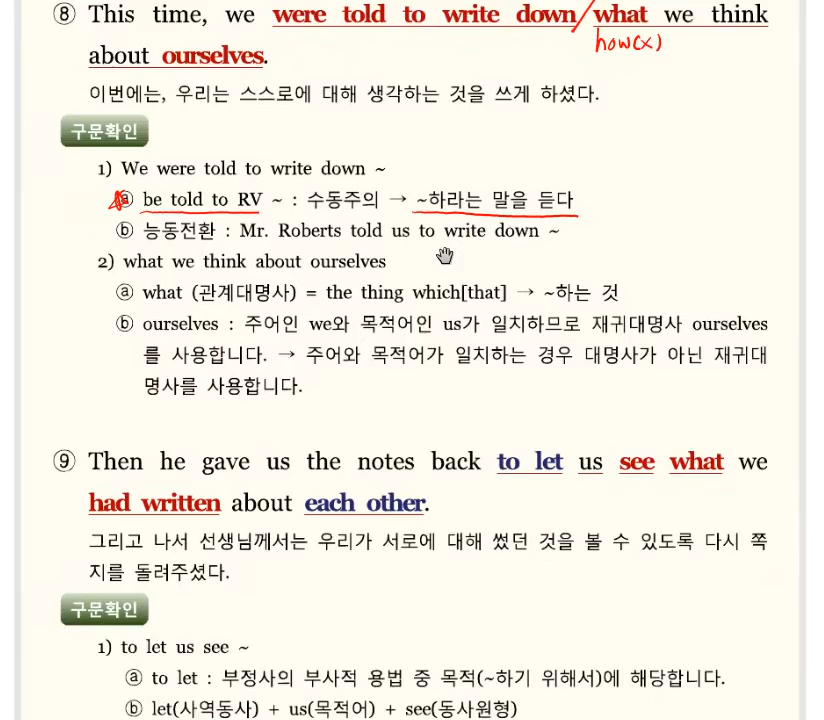 ⑧ This time, we were told to write down/what we think
how(x)
about ourselves.
이번에는, 우리는 스스로에 대해 생각하는 것을 쓰게 하셨다.
구문확인
1) We were told to write down ~
ⓐ be told to RV ~ : 수동주의 → ~하라는 말을 듣다
ⓑ 능동전환 : Mr. Roberts told us to write down ~
2) what we think about ourselves
ⓐ what (관계대명사) = the thing which[that] → ~하는 것
ⓑ ourselves : 주어인 we와 목적어인 us가 일치하므로 재귀대명사 ourselves
를 사용합니다. → 주어와 목적어가 일치하는 경우 대명사가 아닌 재귀대
명사를 사용합니다.
⑨ Then he gave us the notes back to let us see what we
had written about each other.
그리고 나서 선생님께서는 우리가 서로에 대해 썼던 것을 볼 수 있도록 다시 쪽
지를 돌려주셨다.
구문확인
1) to let us see ~
ⓐ to let : 부정사의 부사적 용법 중 목적(~하기 위해서)에 해당합니다.
ⓑ let(사역동사) + us(목적어) + see(동사원형)